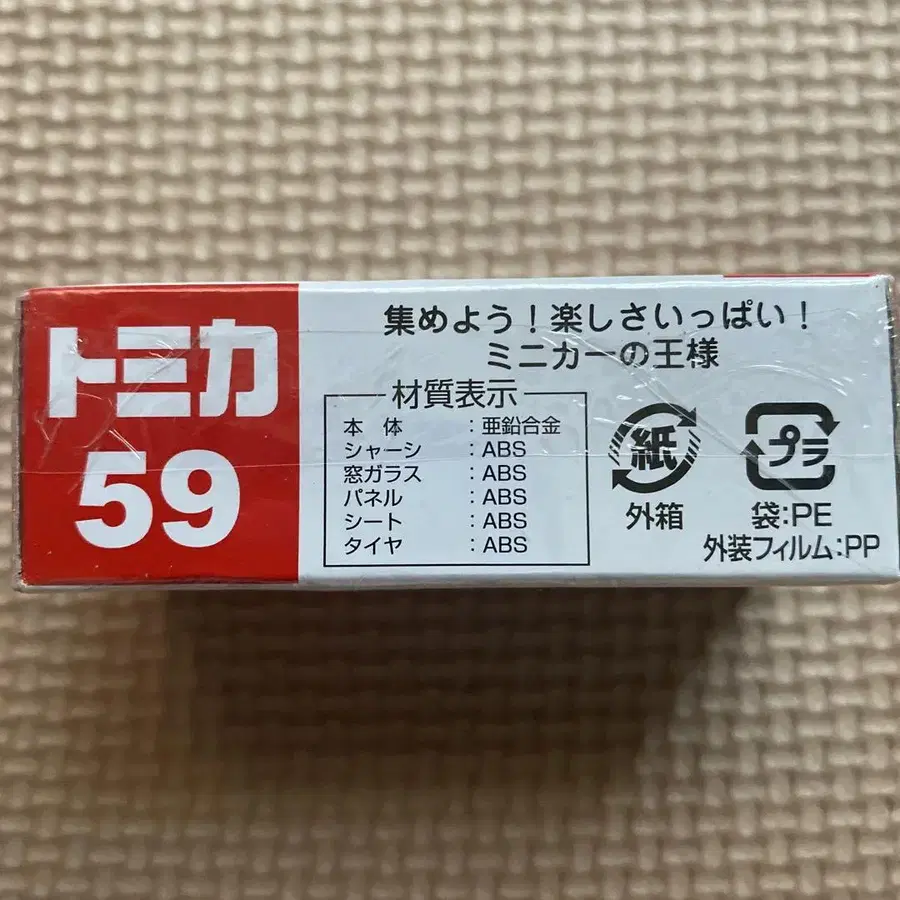 トミカ
59
集めよう！楽しさいっぱい！
ミニカーの王様
材質表示
本　体　：亜鉛合金
シャーシ　：ABS
窓ガラス　：ABS
パネル　：ABS
シート　：ABS
タイヤ　：ABS
紙
外箱
プラ
袋:PE
外装フィルム:PP